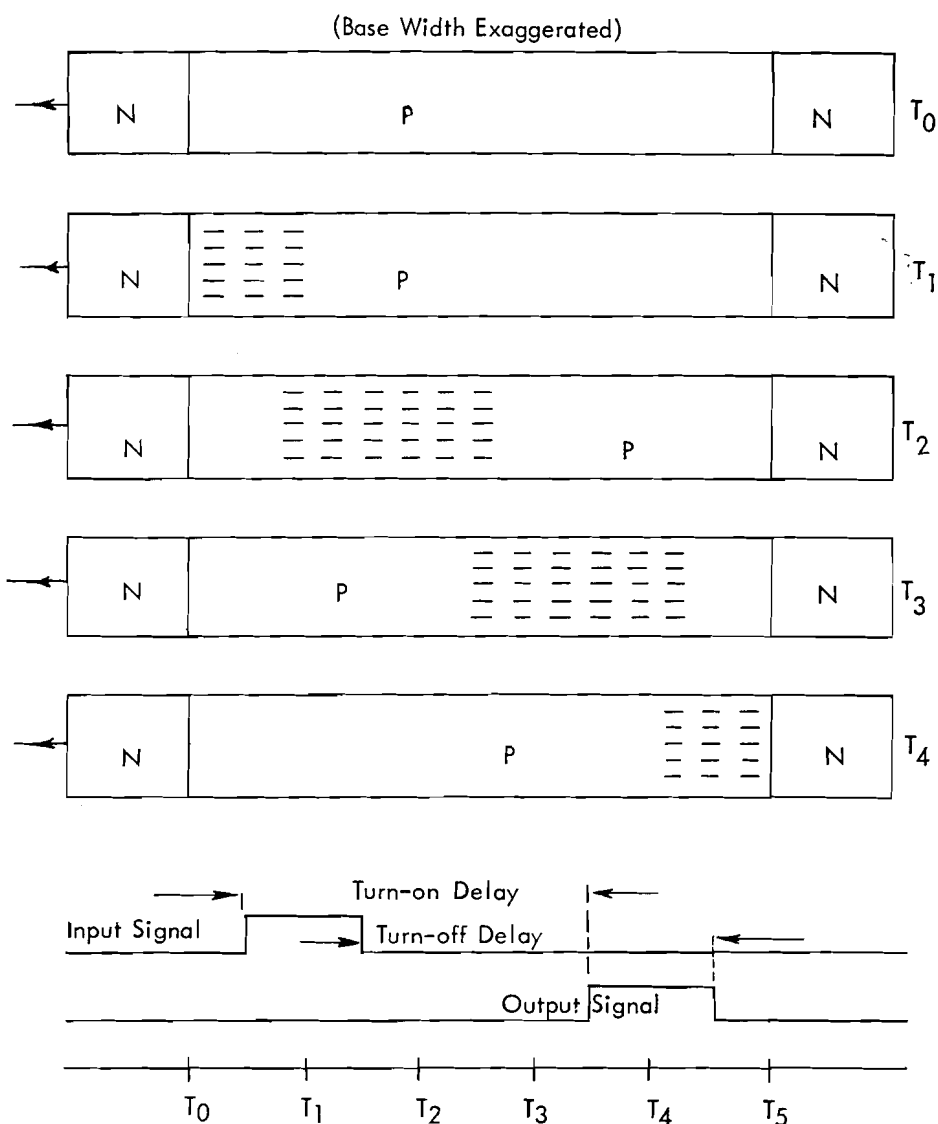 (Base Width Exaggerated)
N P N T0
N P N T1
N P N T2
N P N T3
N P N T4
Turn-on Delay
Input Signal
Turn-off Delay
Output Signal
T0 T1 T2 T3 T4 T5